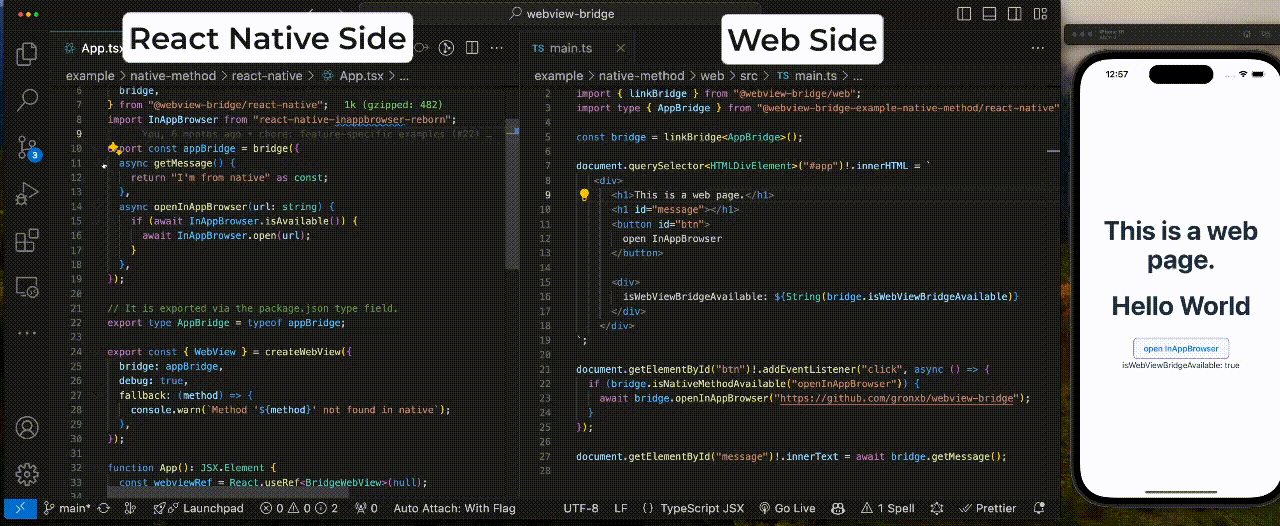 webview-bridge
React Native Side
Web Side
App.tsx
TS main.ts
example > native-method > react-native > App.tsx > ...
6 bridge,
7 } from "@webview-bridge/react-native"; 1k (gzipped: 482)
8 import InAppBrowser from "react-native-inappbrowser-reborn";
You, 6 months ago • chore: feature-specific examples (#22) …
9
10 export const appBridge = bridge({
11 async getMessage() {
12 return "I'm from native" as const;
13 },
14 async openInAppBrowser(url: string) {
15 if (await InAppBrowser.isAvailable()) {
16 await InAppBrowser.open(url);
17 }
18 },
19 });
20
21 // It is exported via the package.json type field.
22 export type AppBridge = typeof appBridge;
23
24 export const { WebView } = createWebView({
25 bridge: appBridge,
26 debug: true,
27 fallback: (method) => {
28 console.warn(`Method '${method}' not found in native`);
29 },
30 });
31
32 function App(): JSX.Element {
33 const webviewRef = React.useRef<BridgeWebView>(null);
34
example > native-method > web > src > TS main.ts > ...
2 import { linkBridge } from "@webview-bridge/web";
3 import type { AppBridge } from "@webview-bridge-example-native-method/react-native"
4
5 const bridge = linkBridge<AppBridge>();
6
7 document.querySelector<HTMLDivElement>("#app")!.innerHTML = `
8 <div>
9 <h1>This is a web page.</h1>
10 <h1 id="message"></h1>
11 <button id="btn">
12 open InAppBrowser
13 </button>
14
15 <div>
16 isWebViewBridgeAvailable: ${String(bridge.isWebViewBridgeAvailable)}
17 </div>
18 </div>
19 `;
20
21 document.getElementById("btn")!.addEventListener("click", async () => {
22 if (bridge.isNativeMethodAvailable("openInAppBrowser")) {
23 await bridge.openInAppBrowser("https://github.com/gronxb/webview-bridge");
24 }
25 });
26
27 document.getElementById("message")!.innerText = await bridge.getMessage();
28
3
12:57
This is a web
page.
Hello World
open InAppBrowser
isWebViewBridgeAvailable: true
main* Launchpad 0 0 2 0 Auto Attach: With Flag UTF-8 LF {} TypeScript JSX Go Live 1 Spell Prettier